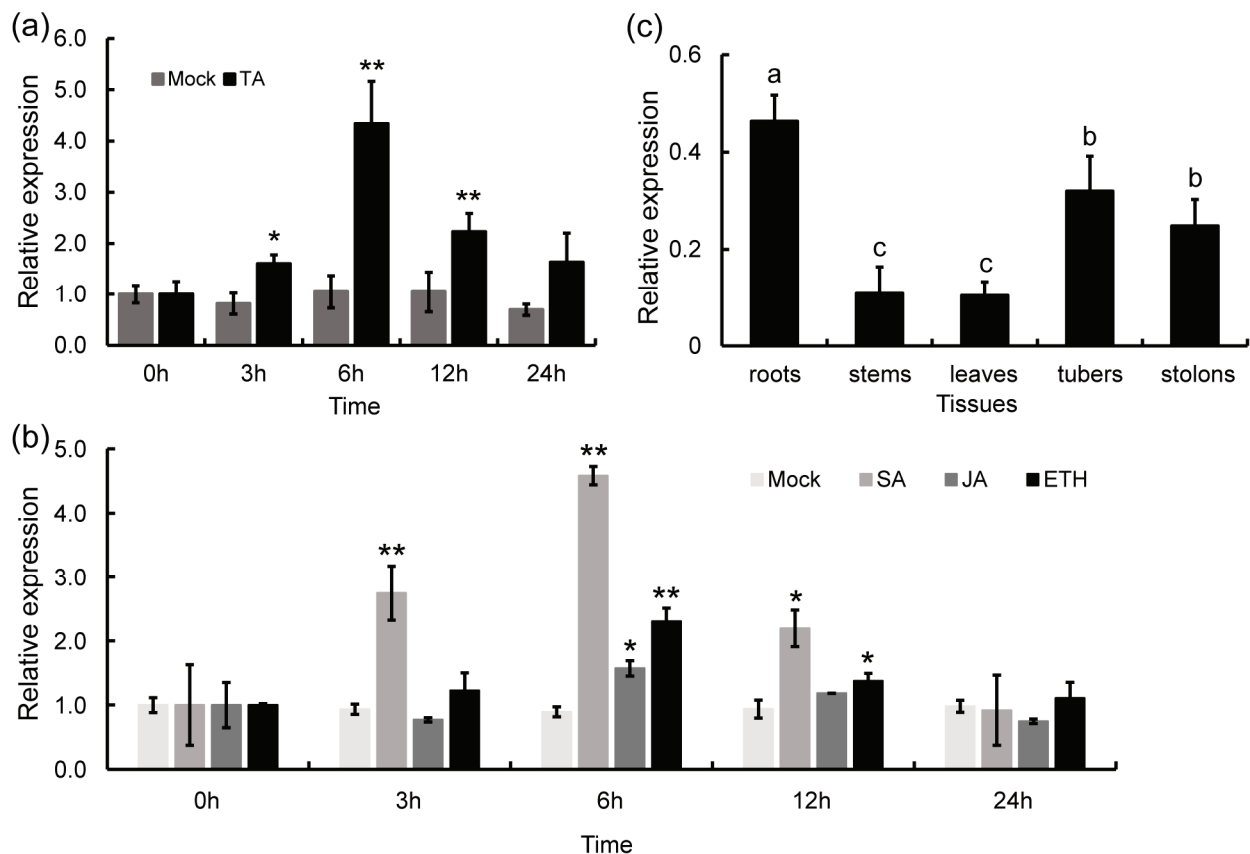 (a)
6.0
5.0
4.0
3.0
2.0
1.0
0.0
Relative expression
Mock TA
*
**
**
0h 3h 6h 12h 24h
Time
(c)
0.6
0.4
0.2
0
Relative expression
a
c
c
b
b
roots stems leaves tubers stolons
Tissues
(b)
5.0
4.0
3.0
2.0
1.0
0.0
Relative expression
Mock SA JA ETH
**
**
*
**
*
*
0h 3h 6h 12h 24h
Time